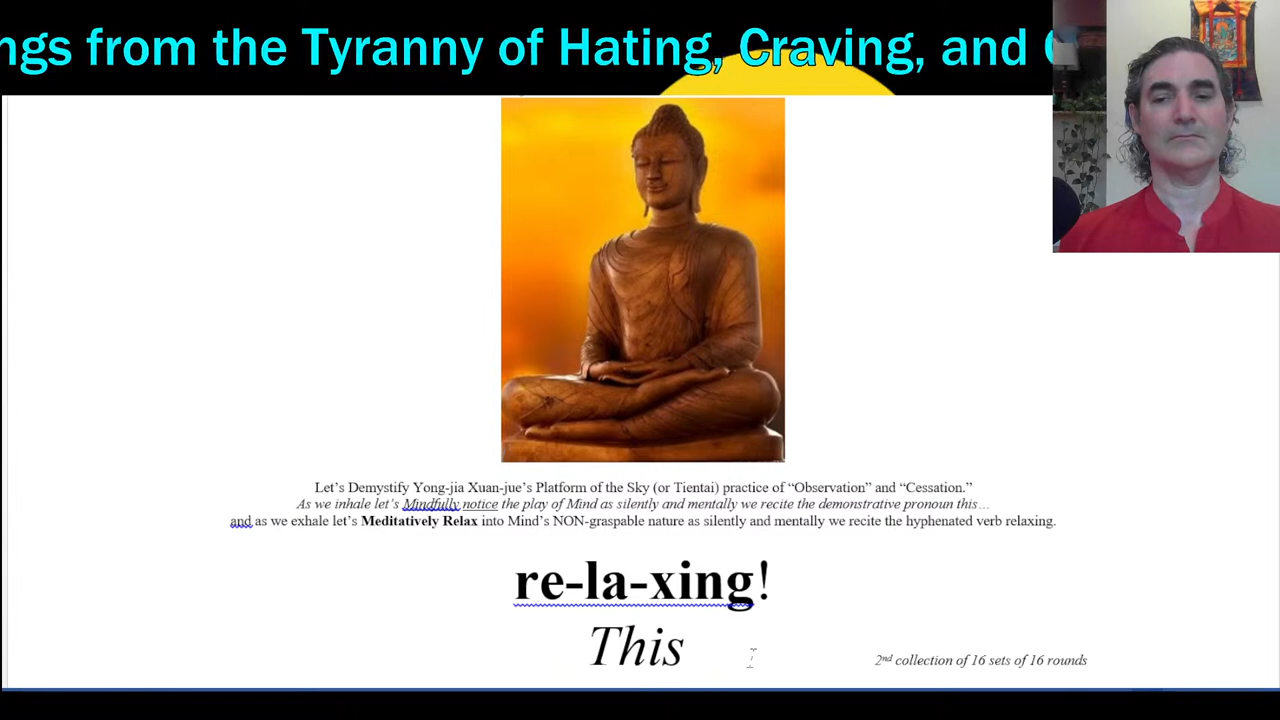 ngs from the Tyranny of Hating, Craving, and
Let's Demystify Yong-jia Xuan-jue's Platform of the Sky (or Tientai) practice of “Observation” and “Cessation.”
As we inhale let's Mindfully notice the play of Mind as silently and mentally we recite the demonstrative pronoun this…
and as we exhale let's Meditatively Relax into Mind's NON-graspable nature as silently and mentally we recite the hyphenated verb relaxing.
re-la-xing!
This
2nd collection of 16 sets of 16 rounds